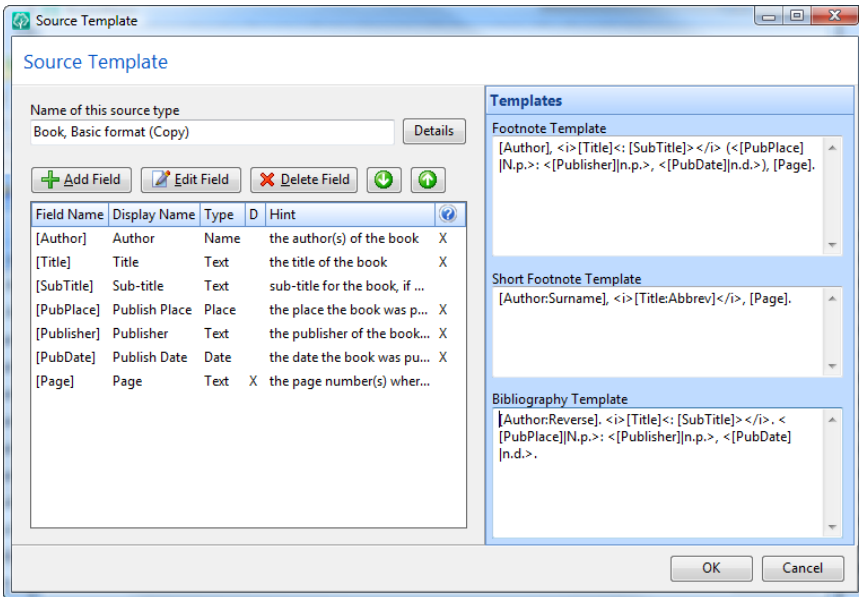 Source Template
Source Template
Name of this source type
Book, Basic format (Copy)
Details
Add Field
Edit Field
Delete Field
Field Name Display Name Type D Hint
[Author] Author Name the author(s) of the book X
[Title] Title Text the title of the book X
[SubTitle] Sub-title Text sub-title for the book, if ...
[PubPlace] Publish Place Place the place the book was p... X
[Publisher] Publisher Text the publisher of the book... X
[PubDate] Publish Date Date the date the book was pu... X
[Page] Page Text X the page number(s) wher...
Templates
Footnote Template
[Author], <i>[Title]<: [SubTitle]></i> (<[PubPlace]
|N.p.>: <[Publisher]|n.p.>, <[PubDate]|n.d.>), [Page].
Short Footnote Template
[Author:Surname], <i>[Title:Abbrev]</i>, [Page].
Bibliography Template
[Author:Reverse]. <i>[Title]<: [SubTitle]></i>. <
[PubPlace]|N.p.>: <[Publisher]|n.p.>, <[PubDate]
|n.d.>.
OK
Cancel